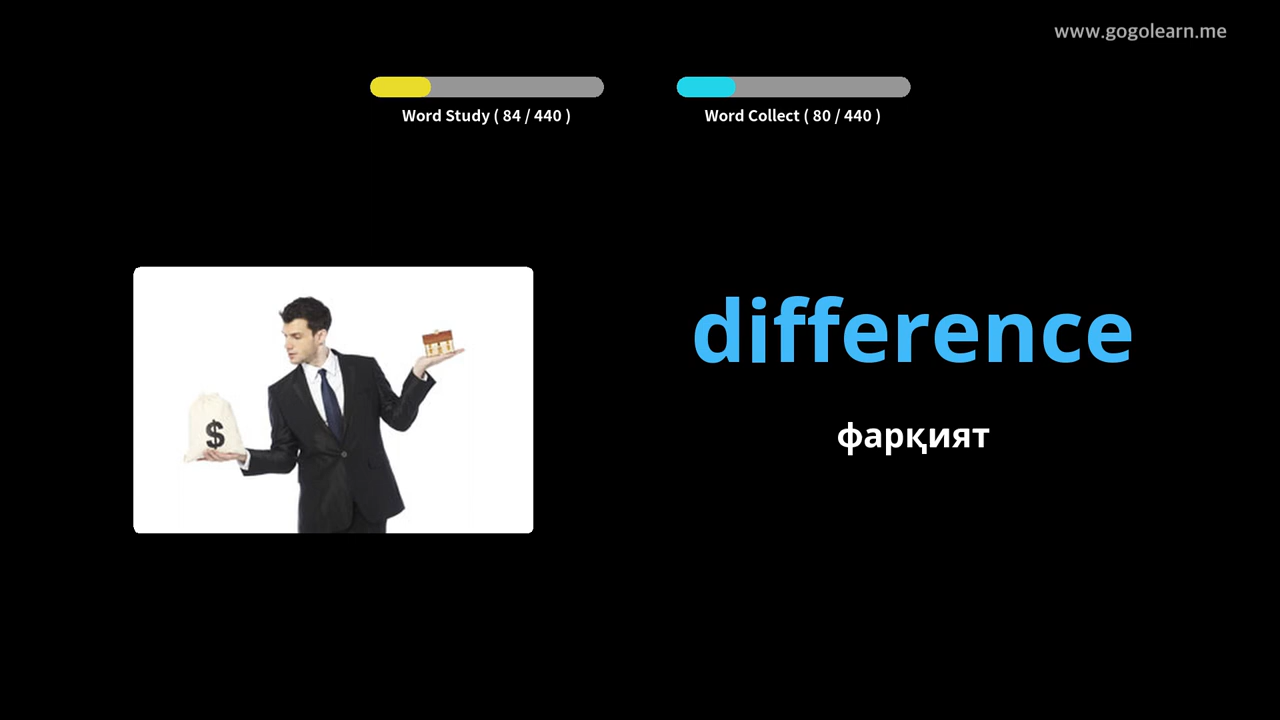 www.gogolearn.me
Word Study ( 84 / 440 )
Word Collect ( 80 / 440 )
$
difference
фарқият